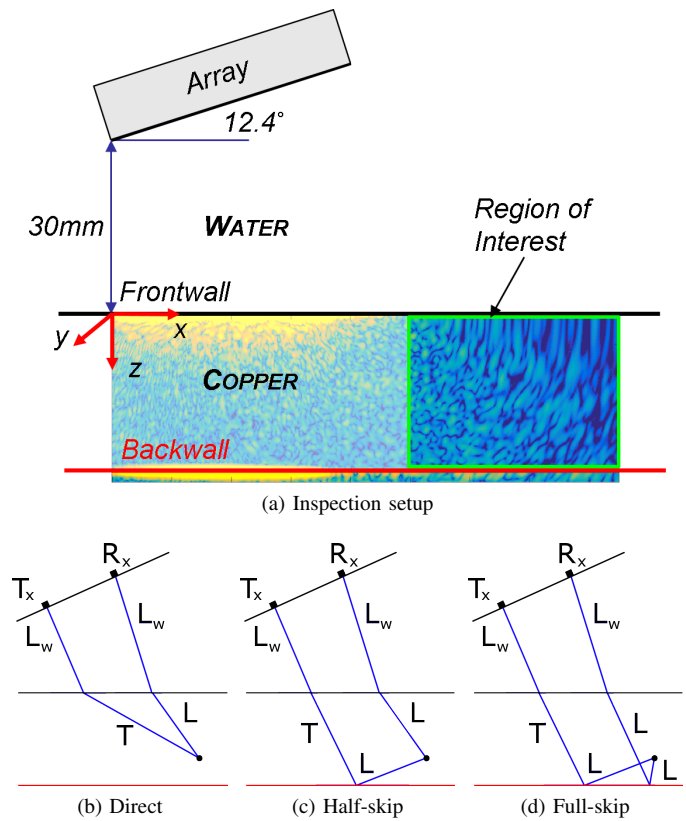 Array
12.4°
30mm
WATER
Region of
Interest
Frontwall
x
y
z
COPPER
Backwall
(a) Inspection setup
Rx
Tx
Lw
Lw
L
T
(b) Direct
Rx
Tx
Lw
Lw
T
L
L
(c) Half-skip
Rx
Tx
Lw
Lw
T
L
L
L
(d) Full-skip